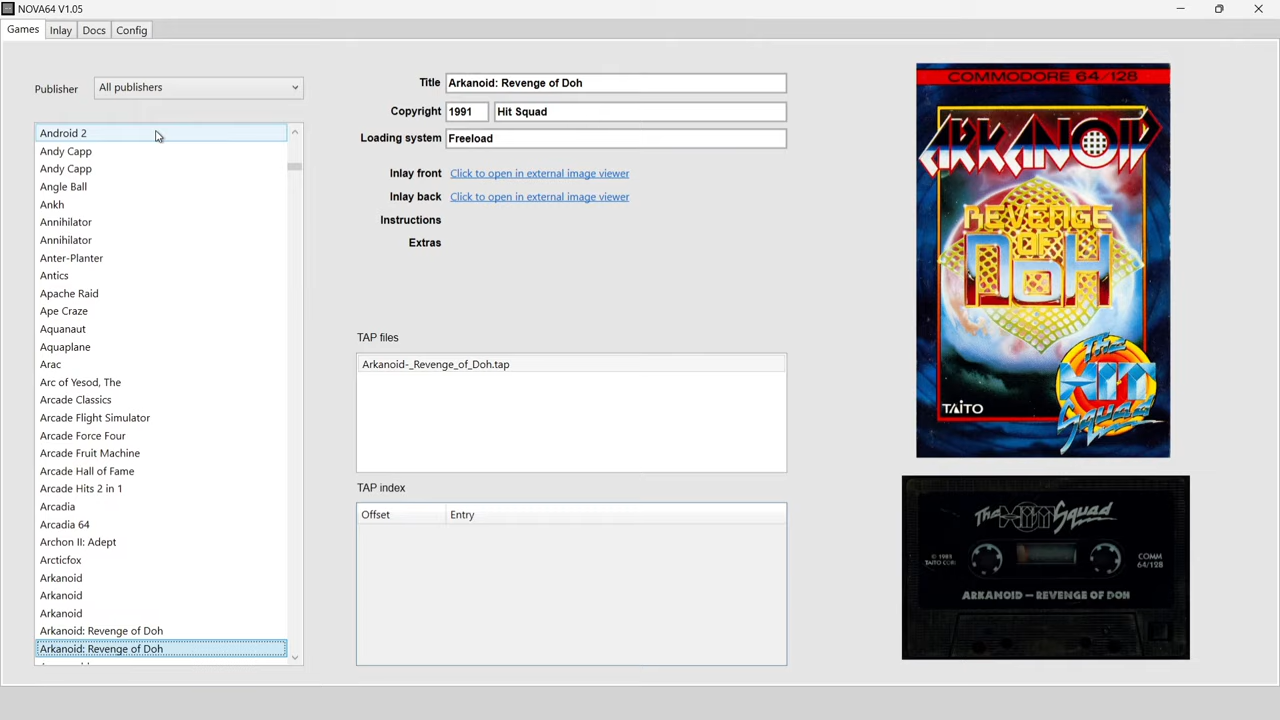 NOVA64 V1.05
Games Inlay Docs Config
Publisher All publishers
Android 2
Andy Capp
Andy Capp
Angle Ball
Ankh
Annihilator
Annihilator
Anter-Planter
Antics
Apache Raid
Ape Craze
Aquanaut
Aquaplane
Arac
Arc of Yesod, The
Arcade Classics
Arcade Flight Simulator
Arcade Force Four
Arcade Fruit Machine
Arcade Hall of Fame
Arcade Hits 2 in 1
Arcadia
Arcadia 64
Archon II: Adept
Arcticfox
Arkanoid
Arkanoid
Arkanoid
Arkanoid: Revenge of Doh
Arkanoid: Revenge of Doh
Title Arkanoid: Revenge of Doh
Copyright 1991 Hit Squad
Loading system Freeload
Inlay front Click to open in external image viewer
Inlay back Click to open in external image viewer
Instructions
Extras
TAP files
Arkanoid-_Revenge_of_Doh.tap
TAP index
Offset Entry
COMMODORE 64/128
ARKANOID
REVENGE
OF
DOH
The
HIT
Squad
TAITO
The HIT Squad
TAITO CORP
COMM
64/128
ARKANOID — REVENGE OF DOH